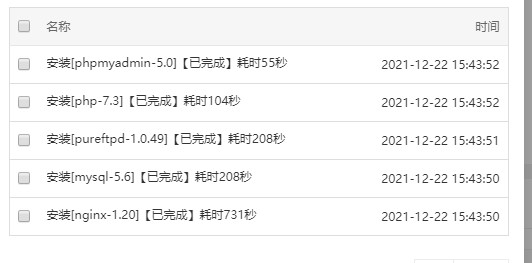 名称 时间
安装[phpmyadmin-5.0]【已完成】耗时55秒 2021-12-22 15:43:52
安装[php-7.3]【已完成】耗时104秒 2021-12-22 15:43:52
安装[pureftpd-1.0.49]【已完成】耗时208秒 2021-12-22 15:43:51
安装[mysql-5.6]【已完成】耗时208秒 2021-12-22 15:43:50
安装[nginx-1.20]【已完成】耗时731秒 2021-12-22 15:43:50